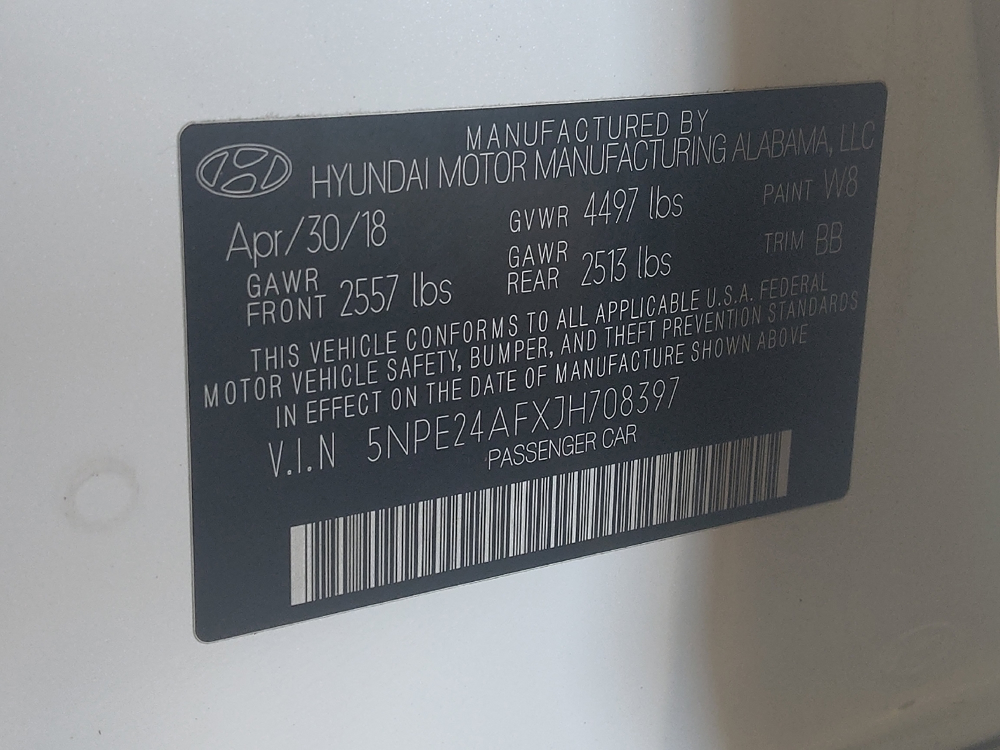 MANUFACTURED BY
HYUNDAI MOTOR MANUFACTURING ALABAMA, LLC
Apr/30/18 GVWR 4497 lbs PAINT W8
GAWR FRONT 2557 lbs GAWR REAR 2513 lbs TRIM BB
THIS VEHICLE CONFORMS TO ALL APPLICABLE U.S.A. FEDERAL
MOTOR VEHICLE SAFETY, BUMPER, AND THEFT PREVENTION STANDARDS
IN EFFECT ON THE DATE OF MANUFACTURE SHOWN ABOVE
V.I.N 5NPE24AFXJH708397
PASSENGER CAR